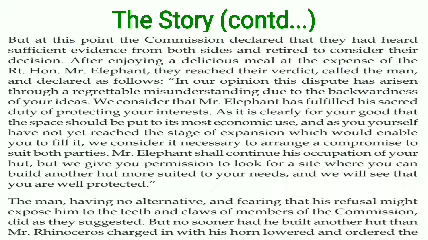 The Story (contd...)
But at this point the Commission declared that they had heard
sufficient evidence from both sides and retired to consider their
decision. After enjoying a delicious meal at the expense of the
Rt. Hon. Mr. Elephant, they reached their verdict, called the man,
and declared as follows: “In our opinion this dispute has arisen
through a regrettable misunderstanding due to the backwardness
of your ideas. We consider that Mr. Elephant has fulfilled his sacred
duty of protecting your interests. As it is clearly for your good that
the space should be put to its most economic use, and as you yourself
have not yet reached the stage of expansion which would enable
you to fill it, we consider it necessary to arrange a compromise to
suit both parties. Mr. Elephant shall continue his occupation of your
hut, but we give you permission to look for a site where you can
build another hut more suited to your needs, and we will see that
you are well protected.”
The man, having no alternative, and fearing that his refusal might
expose him to the teeth and claws of members of the Commission,
did as they suggested. But no sooner had he built another hut than
Mr. Rhinoceros charged in with his horn lowered and ordered the